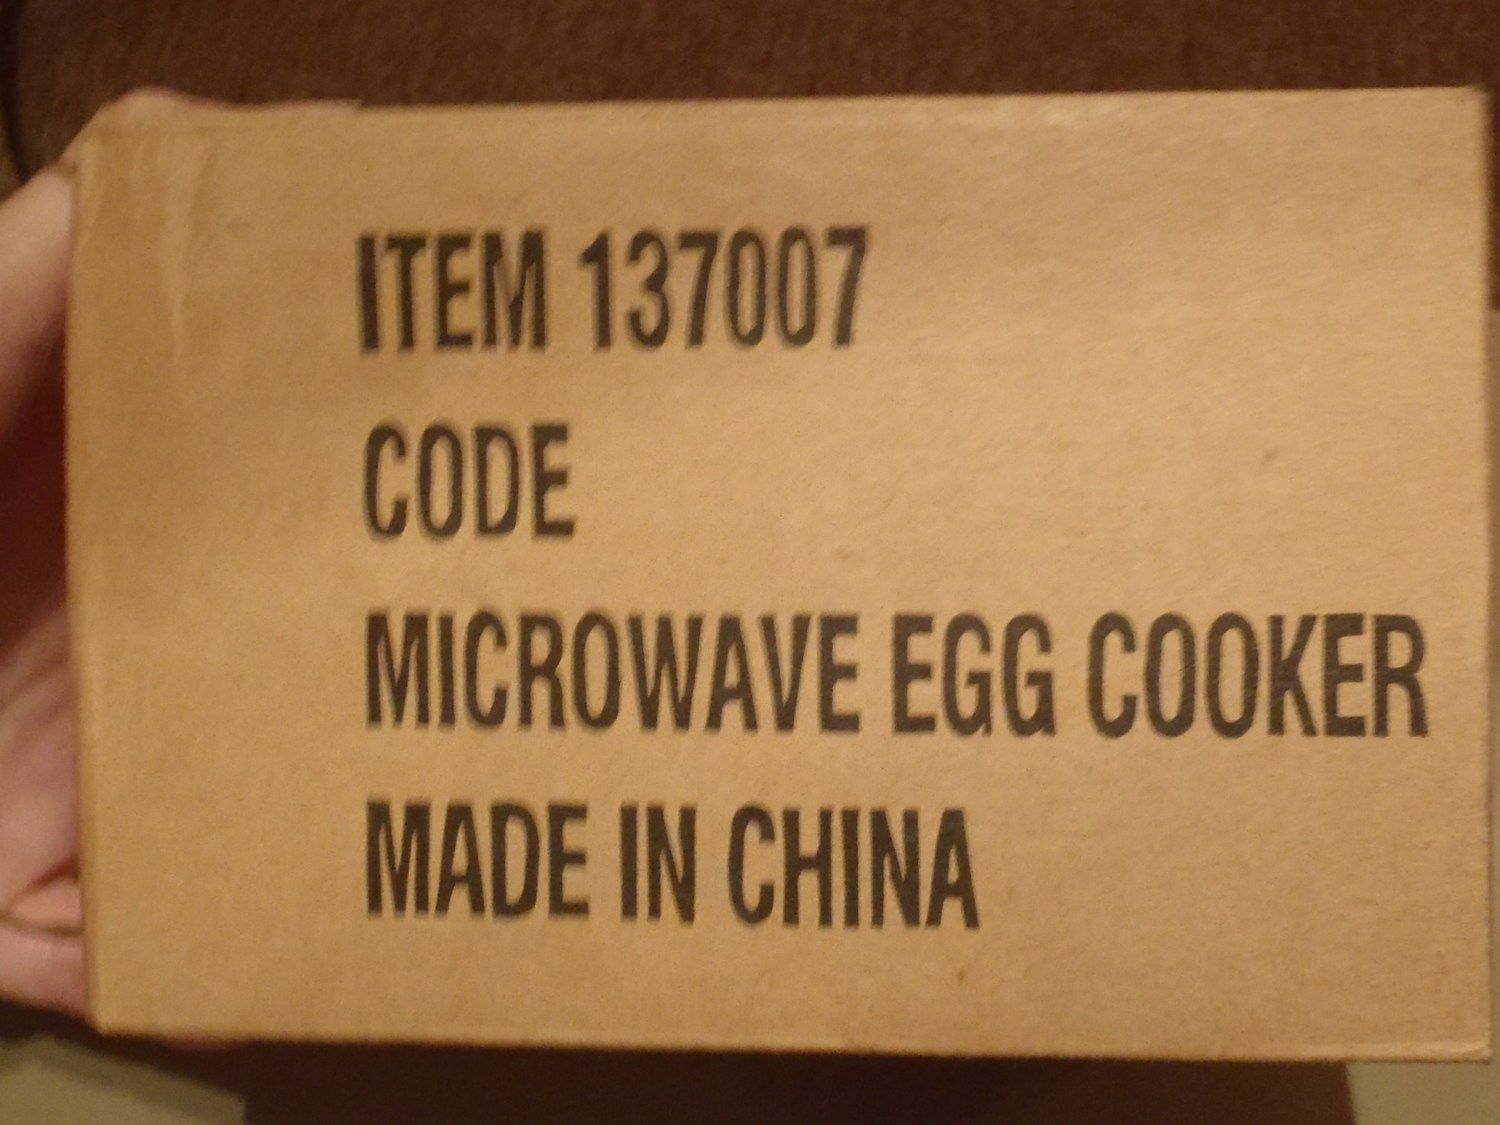 ITEM 137007
CODE
MICROWAVE EGG COOKER
MADE IN CHINA